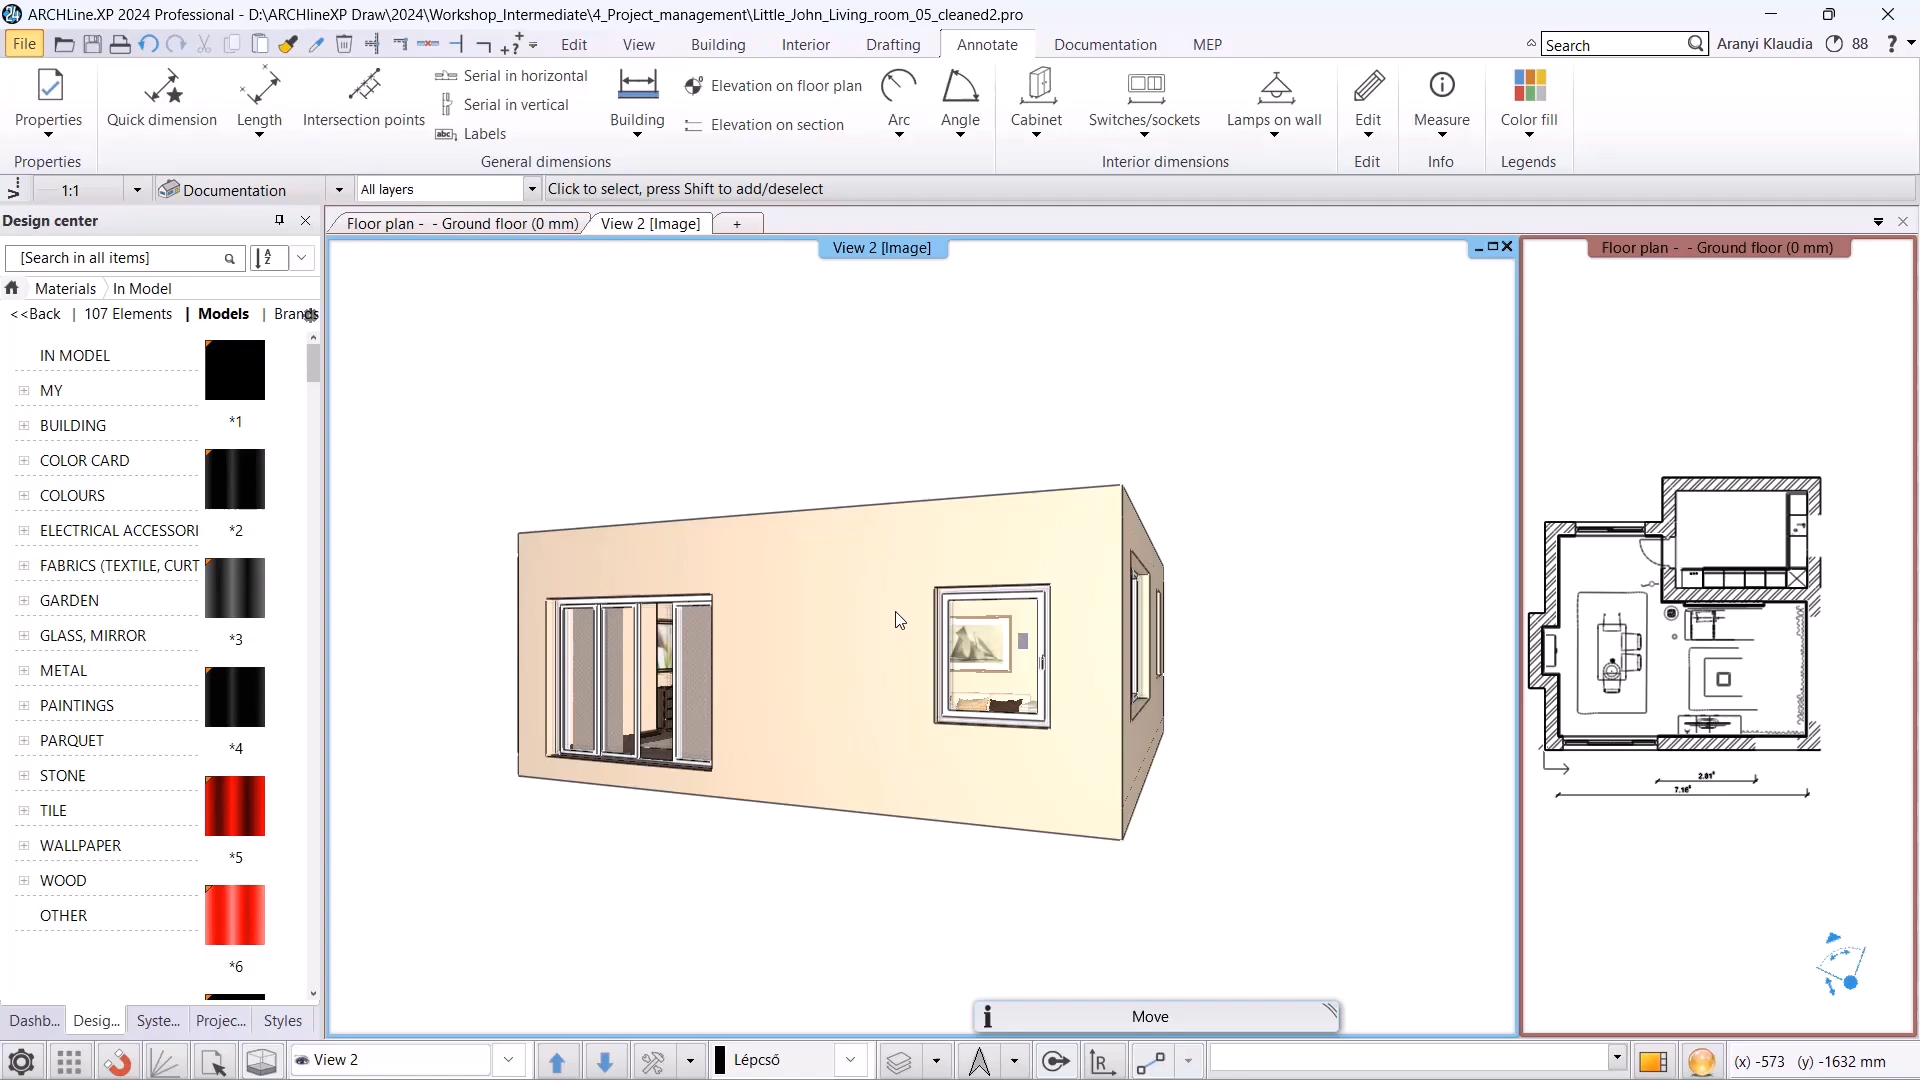 ARCHLine.XP 2024 Professional - D:\ARCHlineXP Draw\2024\Workshop_Intermediate\4_Project_management\Little_John_Living_room_05_cleaned2.pro
File Edit View Building Interior Drafting Annotate Documentation MEP Search Aranyi Klaudia 88 ?
Properties
Quick dimension
Length
Intersection points
Serial in horizontal
Serial in vertical
Labels
Building
Elevation on floor plan
Elevation on section
Arc
Angle
Cabinet
Switches/sockets
Lamps on wall
Edit
Measure
Color fill
Properties General dimensions Interior dimensions Edit Info Legends
1:1 Documentation All layers Click to select, press Shift to add/deselect
Design center
Floor plan - - Ground floor (0 mm) View 2 [Image] +
View 2 [Image]
Floor plan - - Ground floor (0 mm)
[Search in all items]
Materials In Model
<<Back | 107 Elements | Models | Brands
IN MODEL
MY
BUILDING
COLOR CARD
COLOURS
ELECTRICAL ACCESSORI
FABRICS (TEXTILE, CURT
GARDEN
GLASS, MIRROR
METAL
PAINTINGS
PARQUET
STONE
TILE
WALLPAPER
WOOD
OTHER
*1
*2
*3
*4
*5
*6
2.81⁵
7.16⁵
Move
Dashb... Desig... Syste... Projec... Styles
View 2 Lépcső (x) -573 (y) -1632 mm